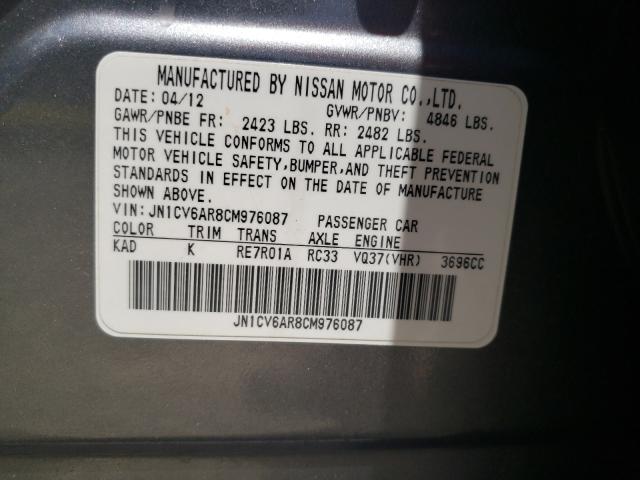 MANUFACTURED BY NISSAN MOTOR CO.,LTD.
DATE: 04/12 GVWR/PNBV: 4846 LBS.
GAWR/PNBE FR: 2423 LBS. RR: 2482 LBS.
THIS VEHICLE CONFORMS TO ALL APPLICABLE FEDERAL
MOTOR VEHICLE SAFETY,BUMPER,AND THEFT PREVENTION
STANDARDS IN EFFECT ON THE DATE OF MANUFACTURE
SHOWN ABOVE.
VIN: JN1CV6AR8CM976087 PASSENGER CAR
COLOR TRIM TRANS AXLE ENGINE
KAD K RE7R01A RC33 VQ37(VHR) 3696CC
JN1CV6AR8CM976087